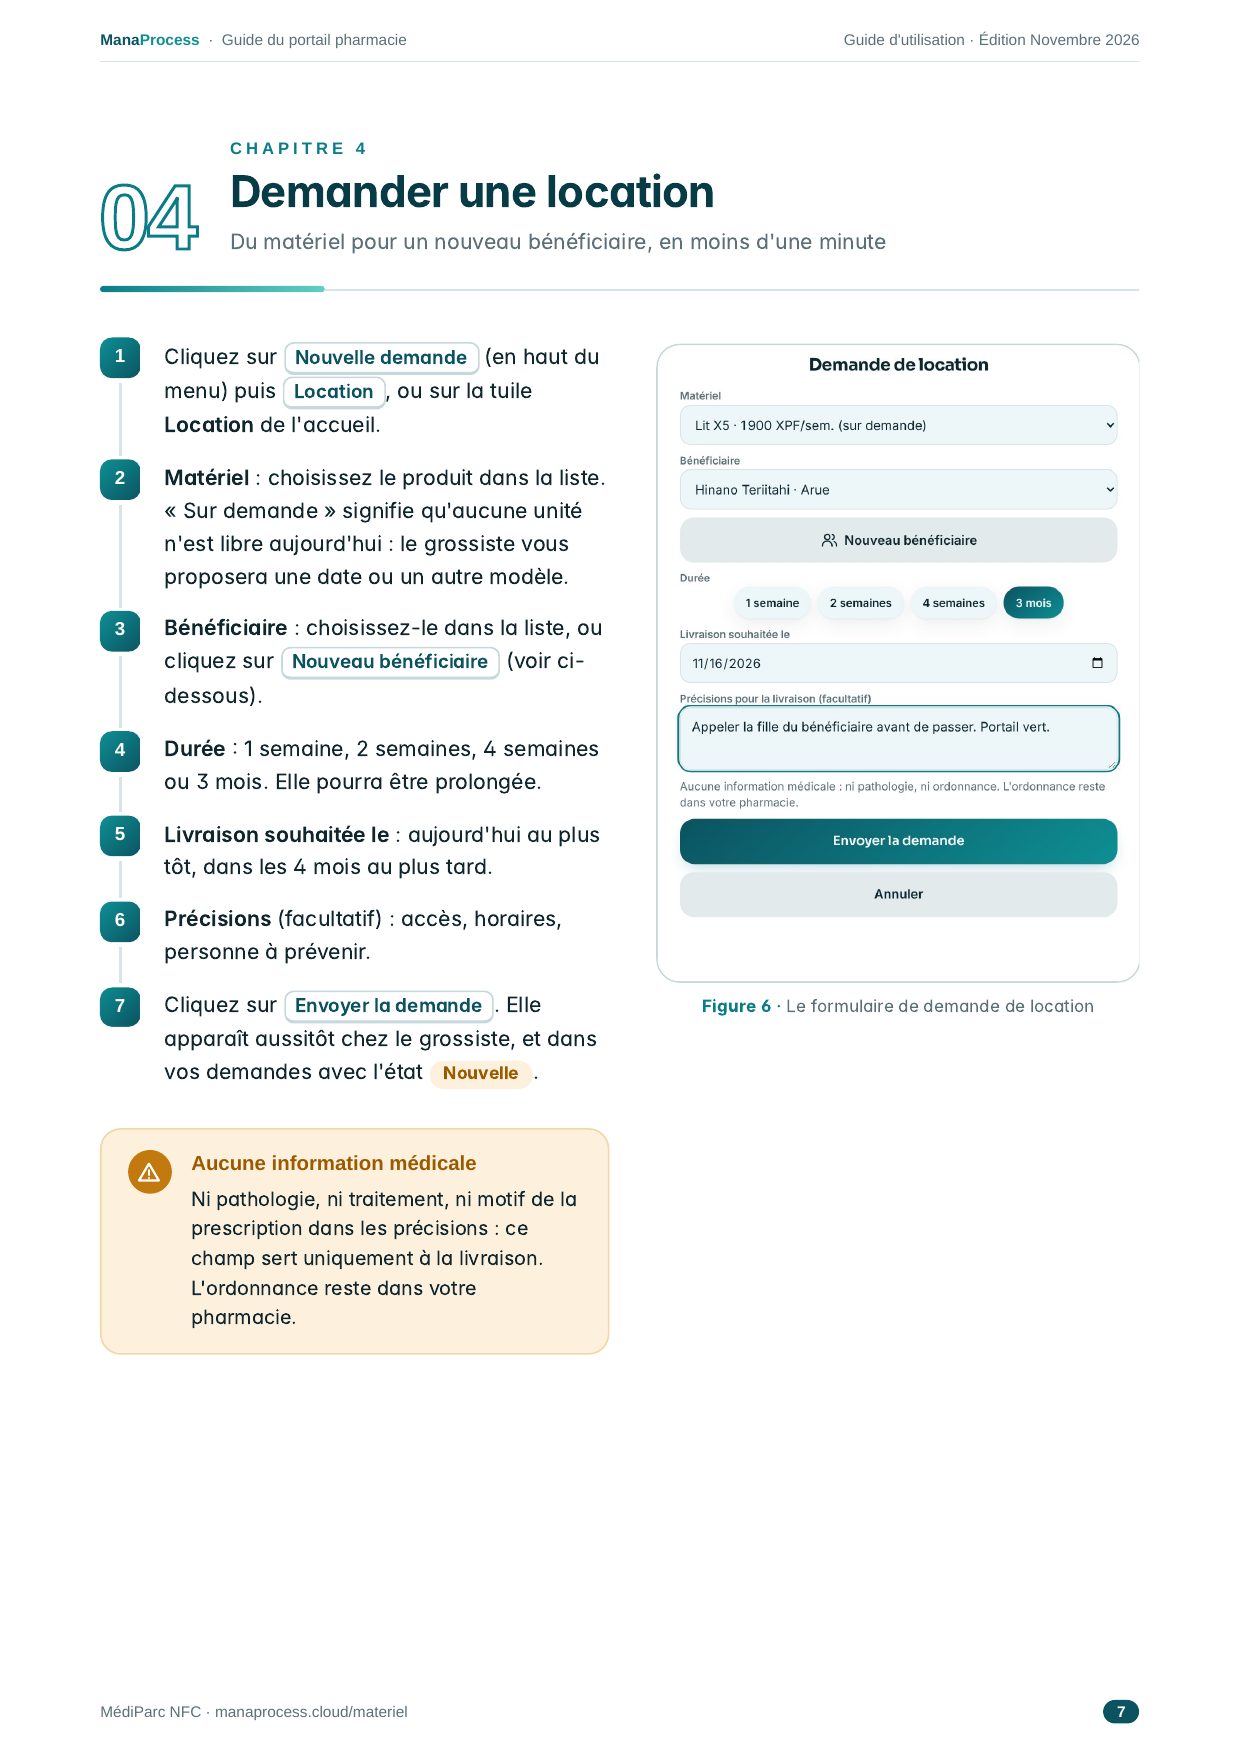 ManaProcess · Guide du portail pharmacie
Guide d'utilisation · Édition Novembre 2026
CHAPITRE 4
04
Demander une location
Du matériel pour un nouveau bénéficiaire, en moins d'une minute
1
Cliquez sur Nouvelle demande (en haut du
menu) puis Location, ou sur la tuile
Location de l'accueil.
2
Matériel : choisissez le produit dans la liste.
« Sur demande » signifie qu'aucune unité
n'est libre aujourd'hui : le grossiste vous
proposera une date ou un autre modèle.
3
Bénéficiaire : choisissez-le dans la liste, ou
cliquez sur Nouveau bénéficiaire (voir ci-
dessous).
4
Durée : 1 semaine, 2 semaines, 4 semaines
ou 3 mois. Elle pourra être prolongée.
5
Livraison souhaitée le : aujourd'hui au plus
tôt, dans les 4 mois au plus tard.
6
Précisions (facultatif) : accès, horaires,
personne à prévenir.
7
Cliquez sur Envoyer la demande. Elle
apparaît aussitôt chez le grossiste, et dans
vos demandes avec l'état Nouvelle.
Aucune information médicale
Ni pathologie, ni traitement, ni motif de la
prescription dans les précisions : ce
champ sert uniquement à la livraison.
L'ordonnance reste dans votre
pharmacie.
Demande de location
Matériel
Lit X5 · 1900 XPF/sem. (sur demande)
Bénéficiaire
Hinano Teriitahi · Arue
Nouveau bénéficiaire
Durée
1 semaine 2 semaines 4 semaines 3 mois
Livraison souhaitée le
11/16/2026
Précisions pour la livraison (facultatif)
Appeler la fille du bénéficiaire avant de passer. Portail vert.
Aucune information médicale : ni pathologie, ni ordonnance. L'ordonnance reste
dans votre pharmacie.
Envoyer la demande
Annuler
Figure 6 · Le formulaire de demande de location
MédiParc NFC · manaprocess.cloud/materiel
7